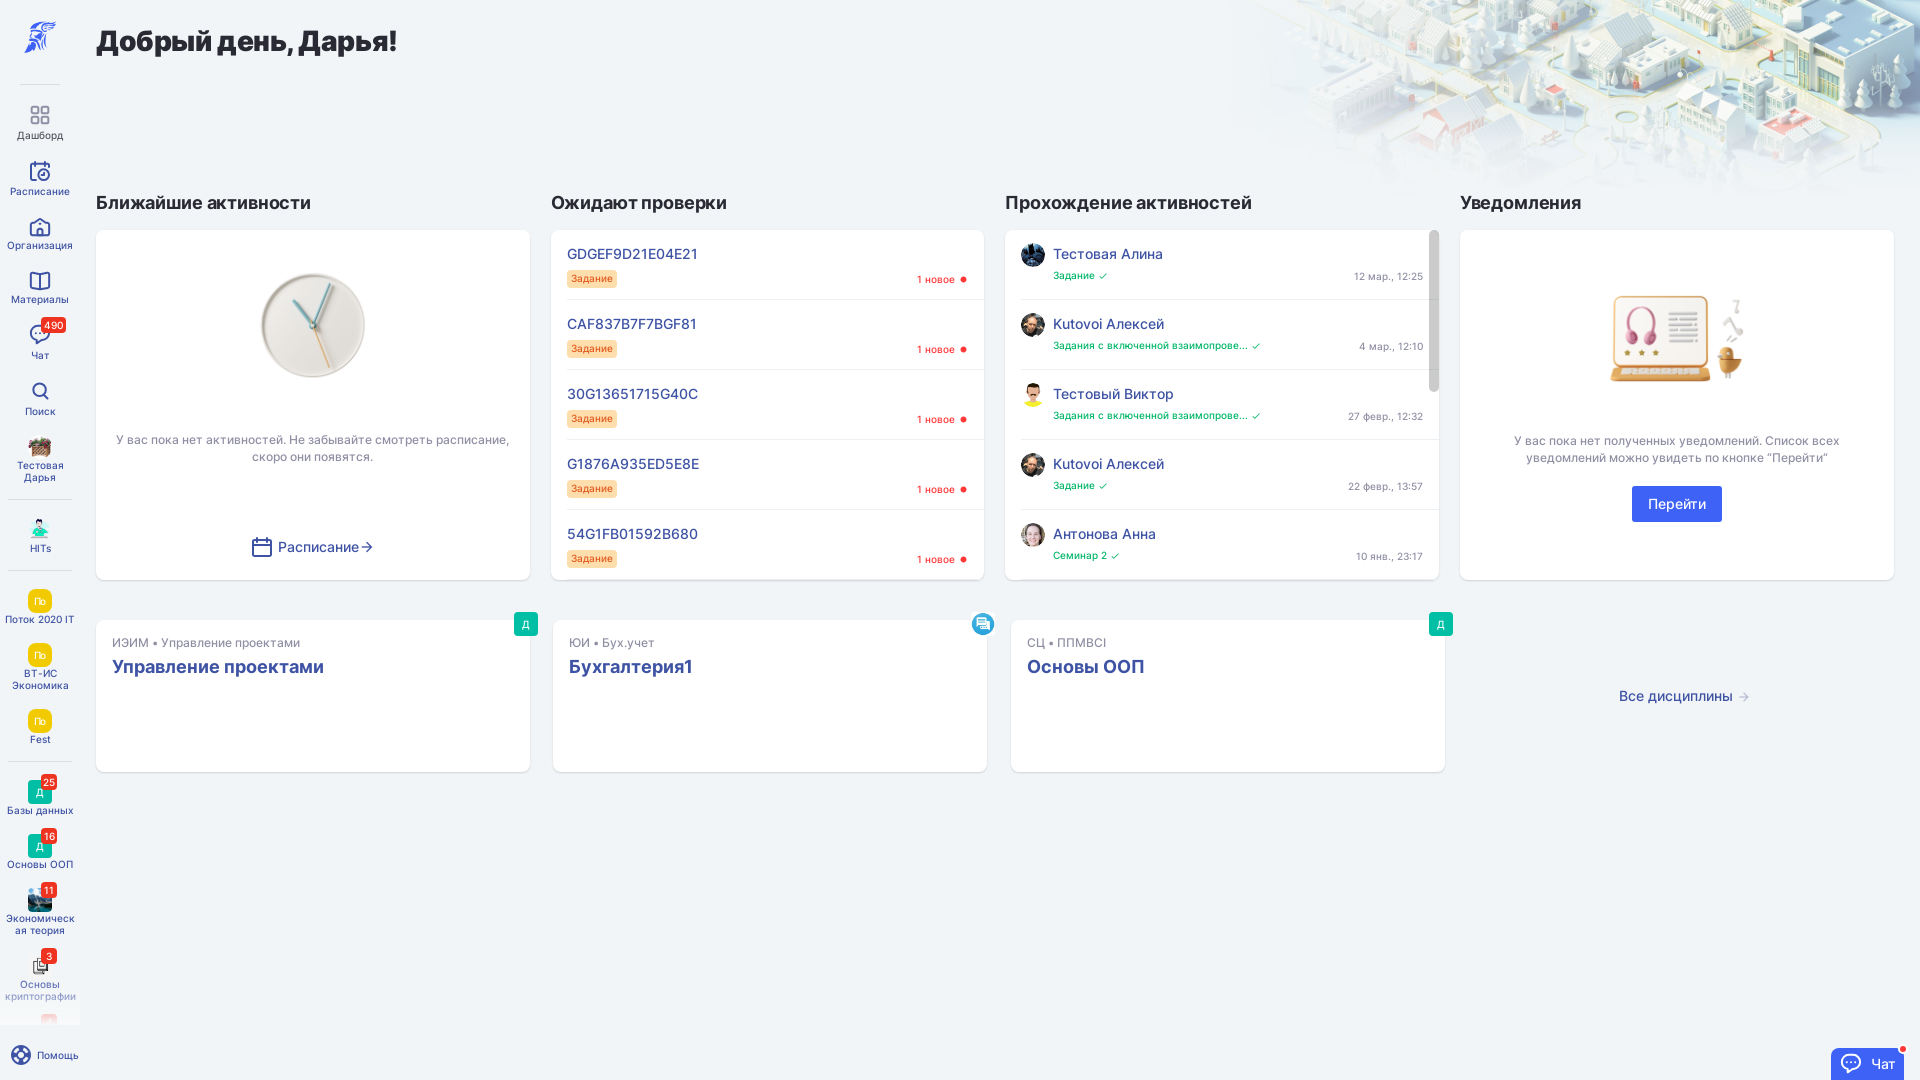 Добрый день, Дарья!
Дашборд
Расписание
Организация
Материалы
490
Чат
Поиск
Тестовая
Дарья
HITs
По
Поток 2020 IT
По
ВТ-ИС
Экономика
По
Fest
25
Д
Базы данных
16
Д
Основы ООП
11
Экономическ
ая теория
3
Основы
криптографии
Помощь
Ближайшие активности
У вас пока нет активностей. Не забывайте смотреть расписание,
скоро они появятся.
Расписание
Ожидают проверки
GDGEF9D21E04E21
Задание
1 новое
CAF837B7F7BGF81
Задание
1 новое
30G13651715G40C
Задание
1 новое
G1876A935ED5E8E
Задание
1 новое
54G1FB01592B680
Задание
1 новое
Прохождение активностей
Тестовая Алина
Задание
12 мар., 12:25
Kutovoi Алексей
Задания с включенной взаимопрове...
4 мар., 12:10
Тестовый Виктор
Задания с включенной взаимопрове...
27 февр., 12:32
Kutovoi Алексей
Задание
22 февр., 13:57
Антонова Анна
Семинар 2
10 янв., 23:17
Уведомления
У вас пока нет полученных уведомлений. Список всех
уведомлений можно увидеть по кнопке “Перейти”
Перейти
Д
ИЭИМ • Управление проектами
Управление проектами
ЮИ • Бух.учет
Бухгалтерия1
Д
СЦ • ППМВСI
Основы ООП
Все дисциплины
Чат